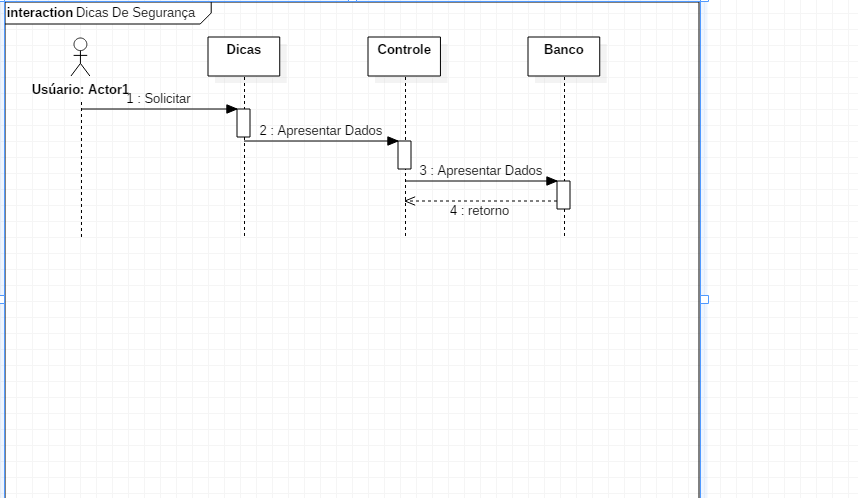 interaction Dicas De Segurança
Dicas
Controle
Banco
Usúario: Actor1
1 : Solicitar
2 : Apresentar Dados
3 : Apresentar Dados
4 : retorno